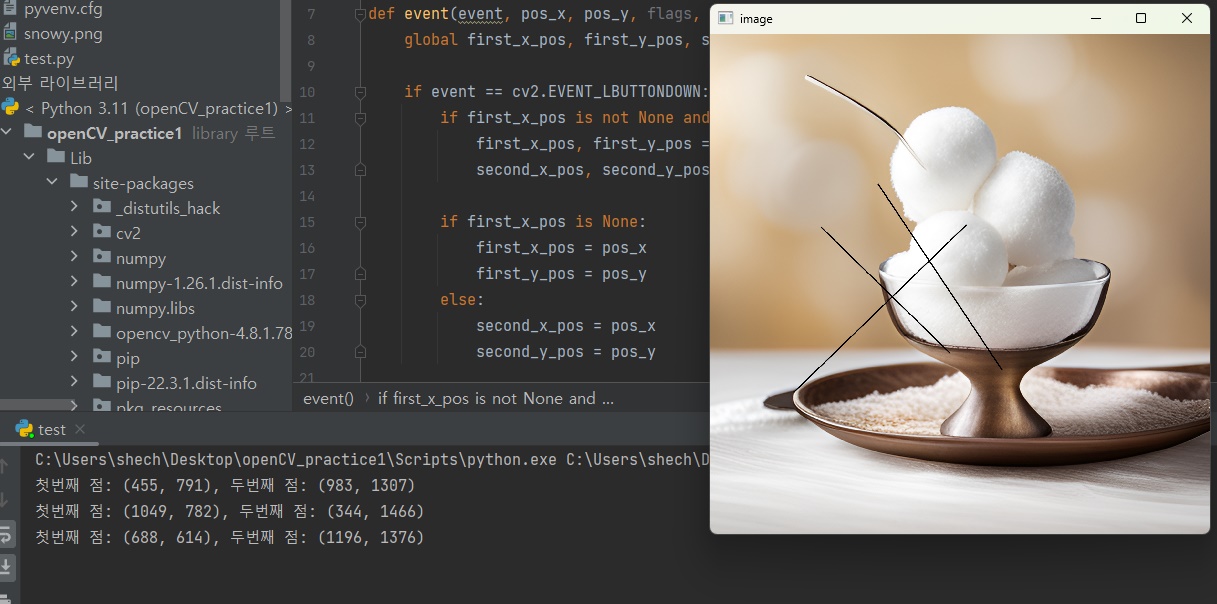 pyvenv.cfg
snowy.png
test.py
외부 라이브러리
< Python 3.11 (openCV_practice1) >
openCV_practice1 library 루트
Lib
site-packages
_distutils_hack
cv2
numpy
numpy-1.26.1.dist-info
numpy.libs
opencv_python-4.8.1.78
pip
pip-22.3.1.dist-info
pkg_resources
7 def event(event, pos_x, pos_y, flags,
8 global first_x_pos, first_y_pos, s
9
10 if event == cv2.EVENT_LBUTTONDOWN:
11 if first_x_pos is not None and
12 first_x_pos, first_y_pos =
13 second_x_pos, second_y_pos
14
15 if first_x_pos is None:
16 first_x_pos = pos_x
17 first_y_pos = pos_y
18 else:
19 second_x_pos = pos_x
20 second_y_pos = pos_y
21
event() › if first_x_pos is not None and ...
image
test
C:\Users\shech\Desktop\openCV_practice1\Scripts\python.exe C:\Users\shech\D
첫번째 점: (455, 791), 두번째 점: (983, 1307)
첫번째 점: (1049, 782), 두번째 점: (344, 1466)
첫번째 점: (688, 614), 두번째 점: (1196, 1376)